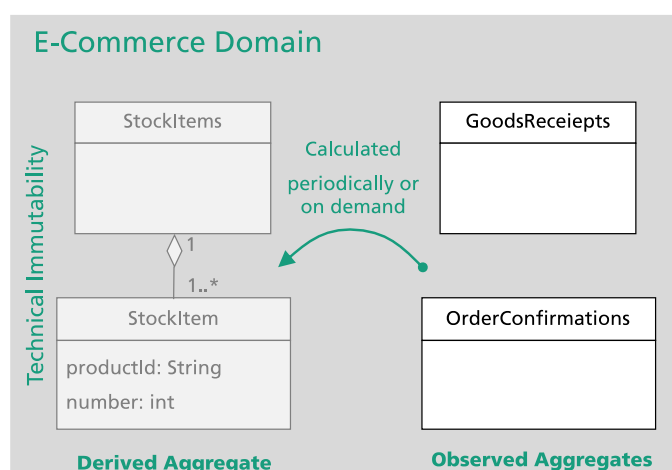 E-Commerce Domain
Technical Immutability
StockItems
1
1..*
StockItem
productId: String
number: int
Derived Aggregate
Calculated
periodically or
on demand
GoodsReceiepts
OrderConfirmations
Observed Aggregates